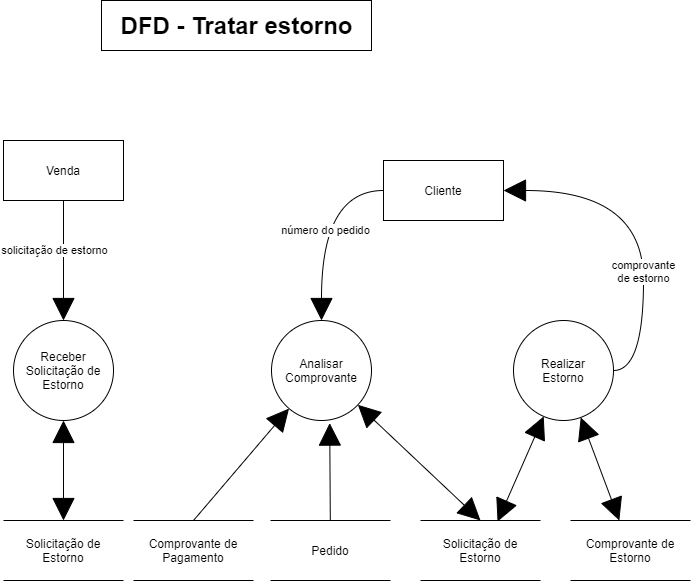 DFD - Tratar estorno
Venda
Cliente
número do pedido
solicitação de estorno
comprovante
de estorno
Receber
Solicitação de
Estorno
Analisar
Comprovante
Realizar
Estorno
Solicitação de
Estorno
Comprovante de
Pagamento
Pedido
Solicitação de
Estorno
Comprovante de
Estorno